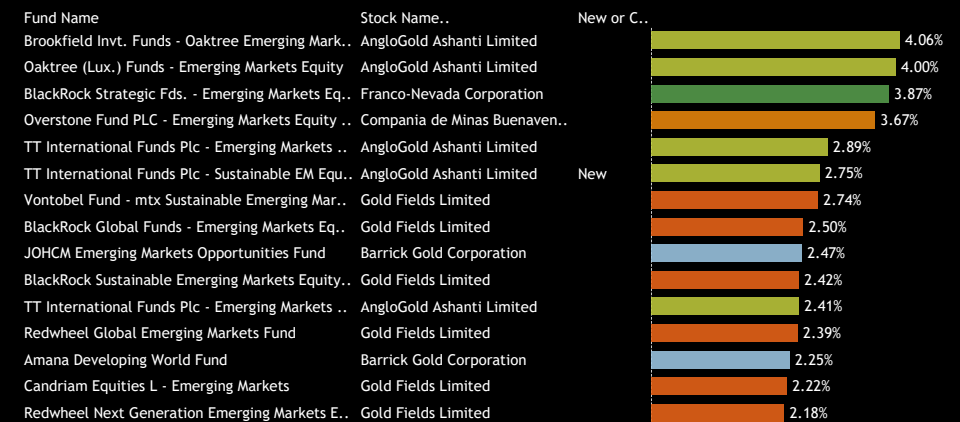 Fund Name Stock Name.. New or C..
Brookfield Invt. Funds - Oaktree Emerging Mark.. AngloGold Ashanti Limited 4.06%
Oaktree (Lux.) Funds - Emerging Markets Equity AngloGold Ashanti Limited 4.00%
BlackRock Strategic Fds. - Emerging Markets Eq.. Franco-Nevada Corporation 3.87%
Overstone Fund PLC - Emerging Markets Equity .. Compania de Minas Buenaven.. 3.67%
TT International Funds Plc - Emerging Markets .. AngloGold Ashanti Limited 2.89%
TT International Funds Plc - Sustainable EM Equ.. AngloGold Ashanti Limited New 2.75%
Vontobel Fund - mtx Sustainable Emerging Mar.. Gold Fields Limited 2.74%
BlackRock Global Funds - Emerging Markets Eq.. Gold Fields Limited 2.50%
JOHCM Emerging Markets Opportunities Fund Barrick Gold Corporation 2.47%
BlackRock Sustainable Emerging Markets Equity.. Gold Fields Limited 2.42%
TT International Funds Plc - Emerging Markets .. AngloGold Ashanti Limited 2.41%
Redwheel Global Emerging Markets Fund Gold Fields Limited 2.39%
Amana Developing World Fund Barrick Gold Corporation 2.25%
Candriam Equities L - Emerging Markets Gold Fields Limited 2.22%
Redwheel Next Generation Emerging Markets E.. Gold Fields Limited 2.18%